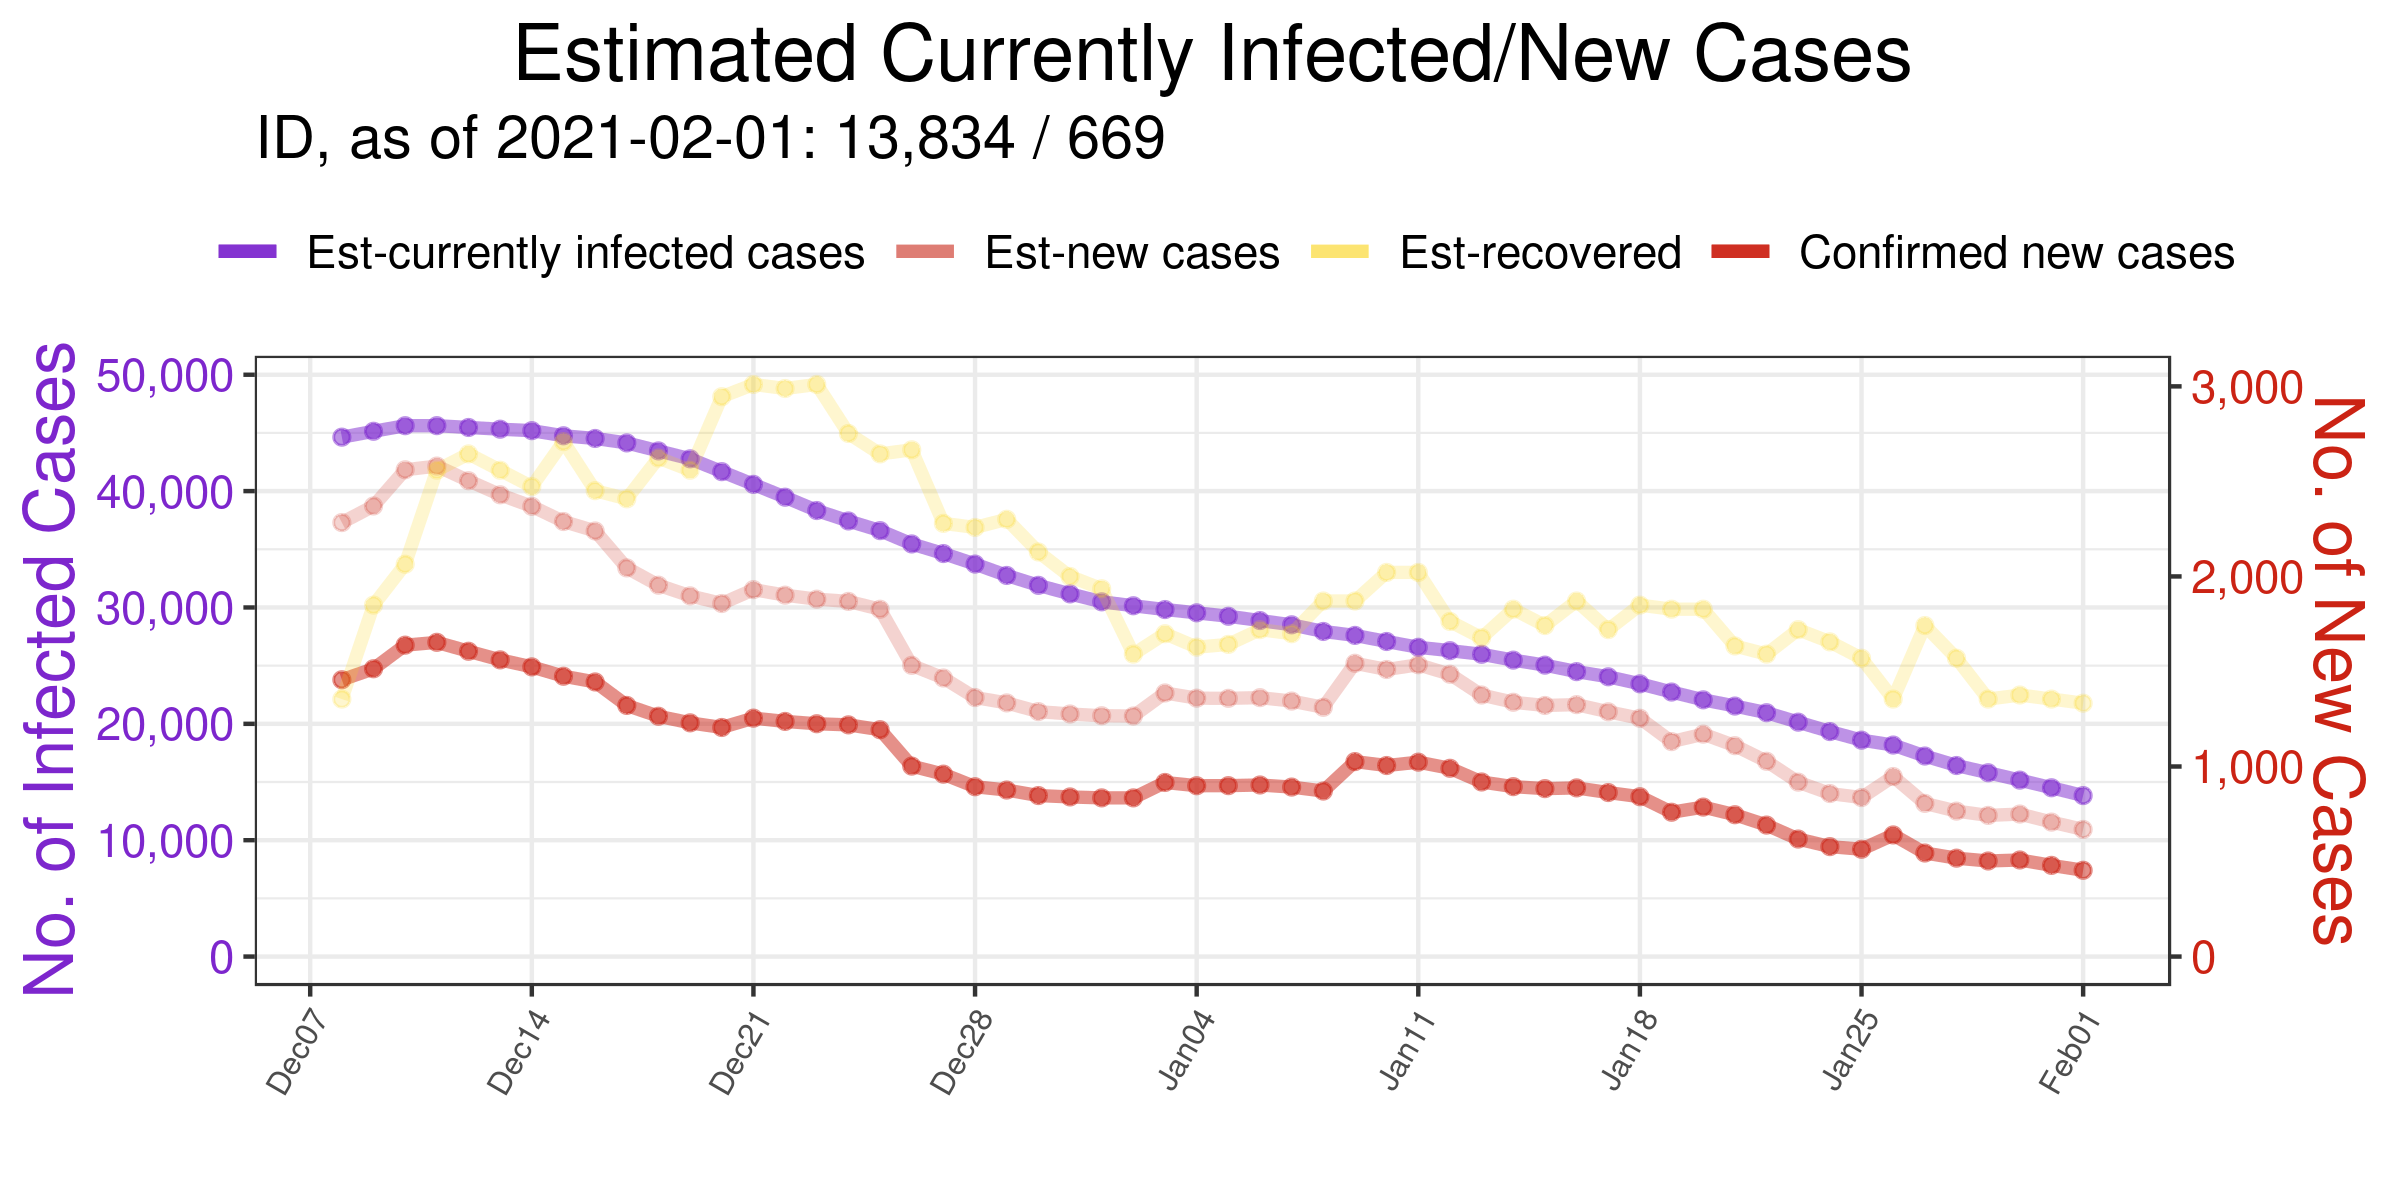 Estimated Currently Infected/New Cases
ID, as of 2021-02-01: 13,834 / 669
Est-currently infected cases Est-new cases Est-recovered Confirmed new cases
No. of Infected Cases
50,000
40,000
30,000
20,000
10,000
0
3,000
2,000
1,000
0
No. of New Cases
Dec07 Dec14 Dec21 Dec28 Jan04 Jan11 Jan18 Jan25 Feb01